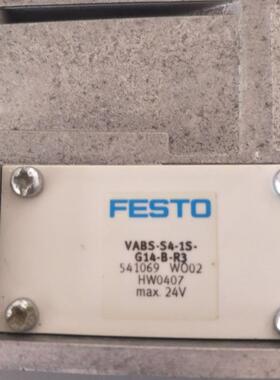 FESTO
VABS-S4-1S-
G14-B-R3
541069 W002
HW0407
max. 24V